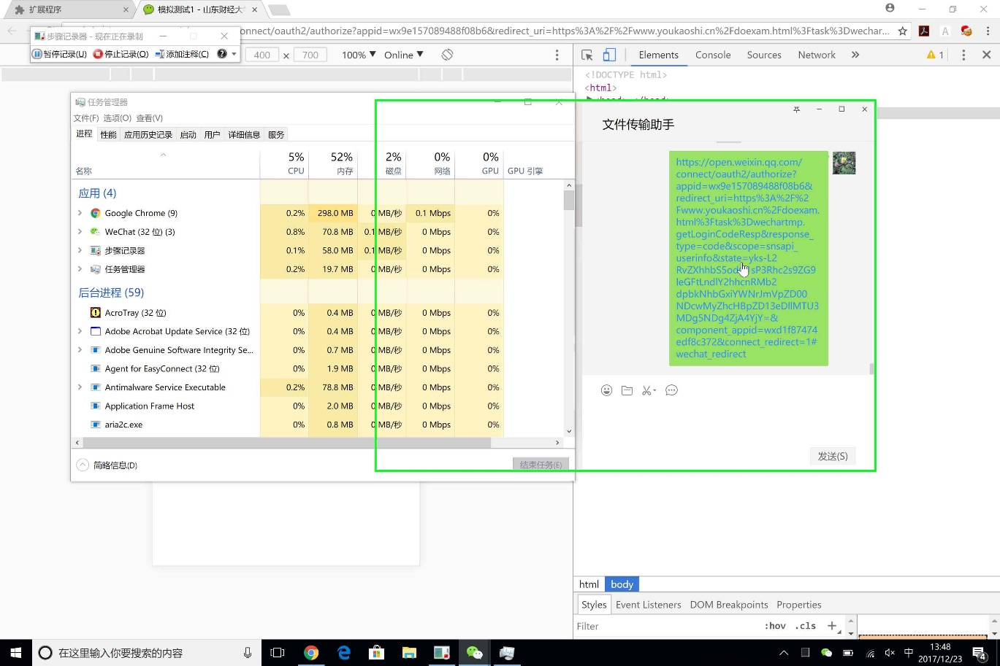 扩展程序
模拟测试1 - 山东财经大
步骤记录器 - 现在正在录制
onnect/oauth2/authorize?appid=wx9e157089488f08b6&redirect_uri=https%3A%2F%2Fwww.youkaoshi.cn%2Fdoexam.html%3Ftask%3Dwechar...
暂停记录(U) 停止记录(O) 添加注释(C)
400 × 700 100% Online
Elements Console Sources Network » 1
<!DOCTYPE html>
<html>
任务管理器
文件(F) 选项(O) 查看(V)
进程 性能 应用历史记录 启动 用户 详细信息 服务
5% 52% 2% 0% 0%
名称 CPU 内存 磁盘 网络 GPU GPU 引擎
应用 (4)
Google Chrome (9) 0.2% 298.0 MB 0 MB/秒 0.1 Mbps 0%
WeChat (32 位) (3) 0.8% 70.8 MB 0.1 MB/秒 0 Mbps 0%
步骤记录器 0.1% 58.0 MB 0.1 MB/秒 0 Mbps 0%
任务管理器 0.2% 19.7 MB 0 MB/秒 0 Mbps 0%
后台进程 (59)
AcroTray (32 位) 0% 0.4 MB 0 MB/秒 0 Mbps 0%
Adobe Acrobat Update Service (32 位) 0% 0.4 MB 0 MB/秒 0 Mbps 0%
Adobe Genuine Software Integrity Se... 0% 0.7 MB 0 MB/秒 0 Mbps 0%
Agent for EasyConnect (32 位) 0% 1.9 MB 0 MB/秒 0 Mbps 0%
Antimalware Service Executable 0.2% 78.8 MB 0 MB/秒 0 Mbps 0%
Application Frame Host 0% 2.0 MB 0 MB/秒 0 Mbps 0%
aria2c.exe 0% 0.8 MB 0 MB/秒 0 Mbps 0%
简略信息(D)
结束任务(E)
文件传输助手
https://open.weixin.qq.com/
connect/oauth2/authorize?
appid=wx9e157089488f08b6&
redirect_uri=https%3A%2F%2
Fwww.youkaoshi.cn%2Fdoexam.
html%3Ftask%3Dwechartmp.
getLoginCodeResp&response_
type=code&scope=snsapi_
userinfo&state=yks-L2
sP3Rhc2s9ZG9
leGFtLndlY2hhcnRMb2
dpbkNhbGxiYWNrJmVpZD00
NDcwMyZhcHBpZD13eDllMTU3
MDg5NDg4ZjA4YjY=&
component_appid=wxd1f87474
edf8c372&connect_redirect=1#
wechat_redirect
发送(S)
html body
Styles Event Listeners DOM Breakpoints Properties
Filter :hov .cls +
在这里输入你要搜索的内容
中
13:48
2017/12/23
4